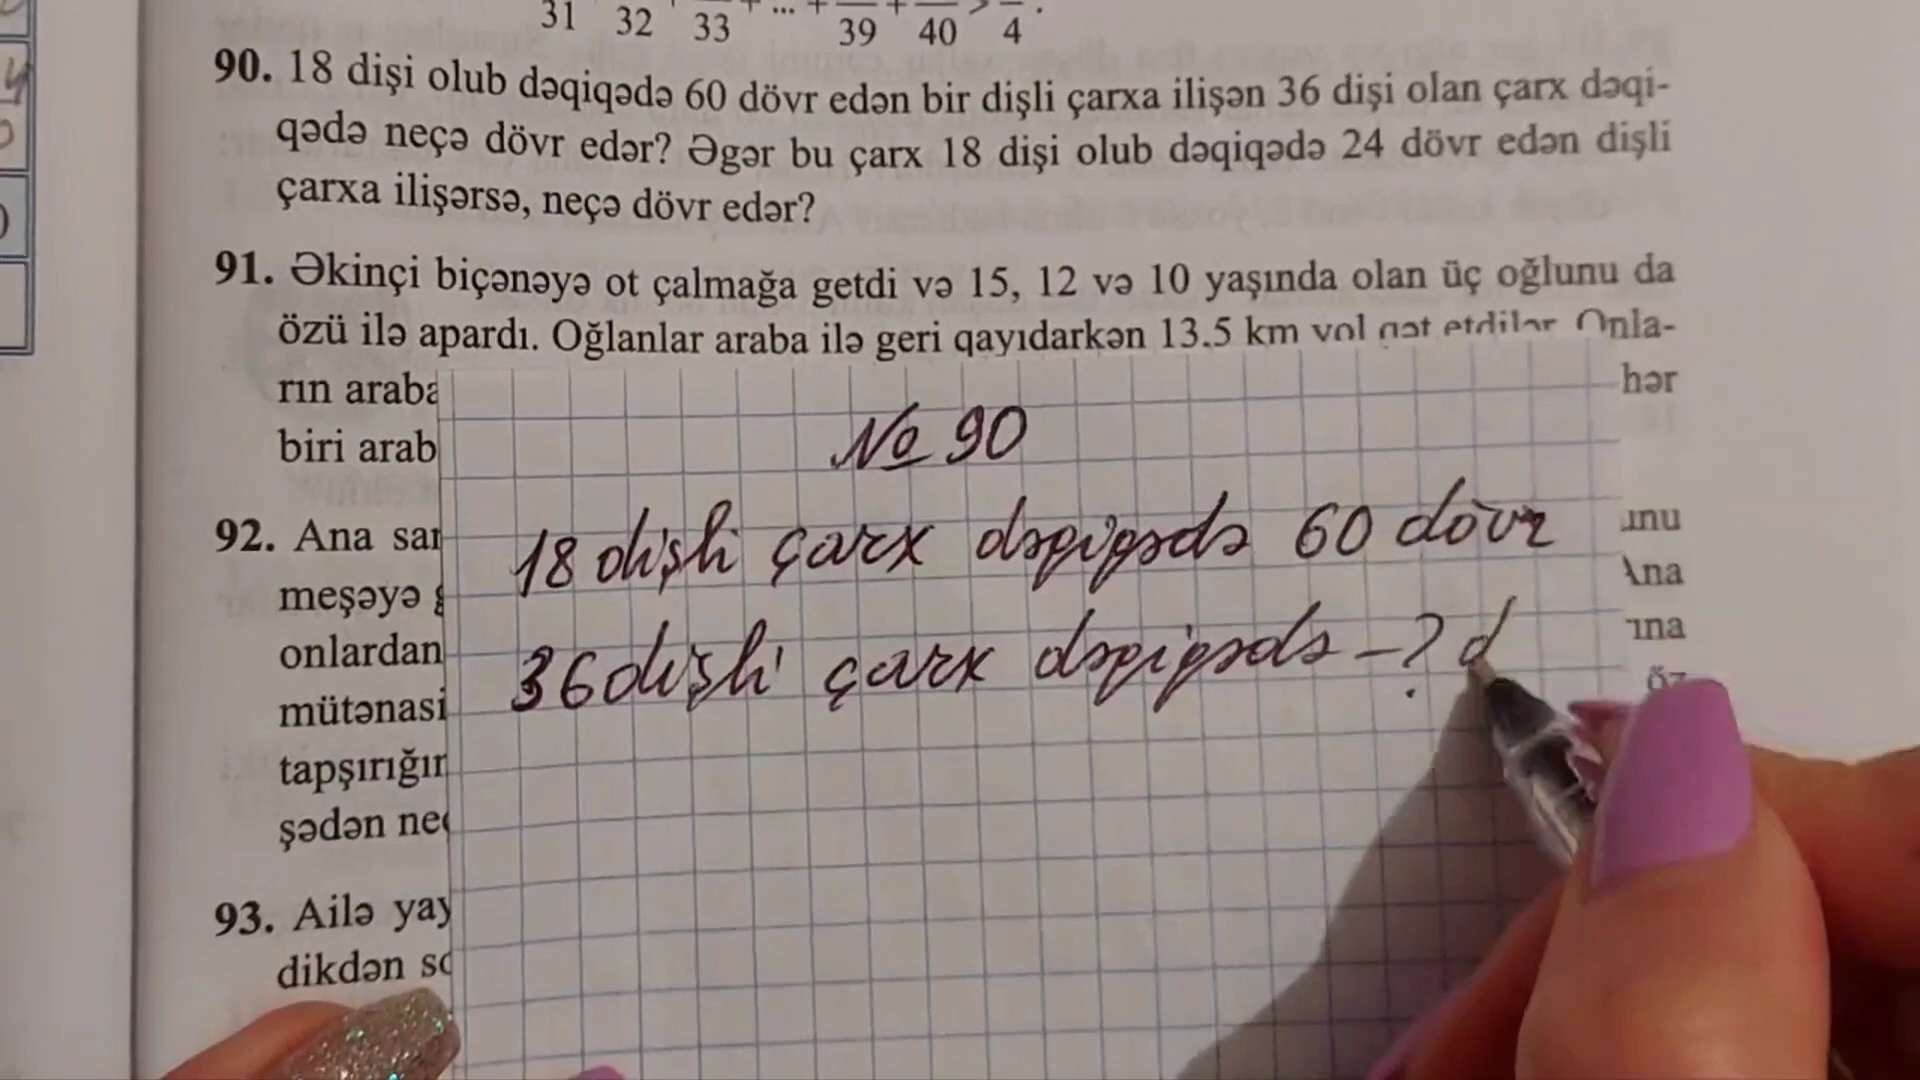 31 32 33 + ... + 39 + 40 > 4 .
90. 18 dişi olub dəqiqədə 60 dövr edən bir dişli çarxa ilişən 36 dişi olan çarx dəqi-
qədə neçə dövr edər? Əgər bu çarx 18 dişi olub dəqiqədə 24 dövr edən dişli
çarxa ilişərsə, neçə dövr edər?
91. Əkinçi biçənəyə ot çalmağa getdi və 15, 12 və 10 yaşında olan üç oğlunu da
özü ilə apardı. Oğlanlar araba ilə geri qayıdarkən 13,5 km yol qət etdilər. Onla-
rın araba hər
biri arab
№ 90
18 dişli çarx dəqiqədə 60 dövr
36 dişli çarx dəqiqədə – ? d
92. Ana
meşəyə Ana
onlardan
mütənasi öz
tapşırığın
şədən
93. Ailə yay
dikdən